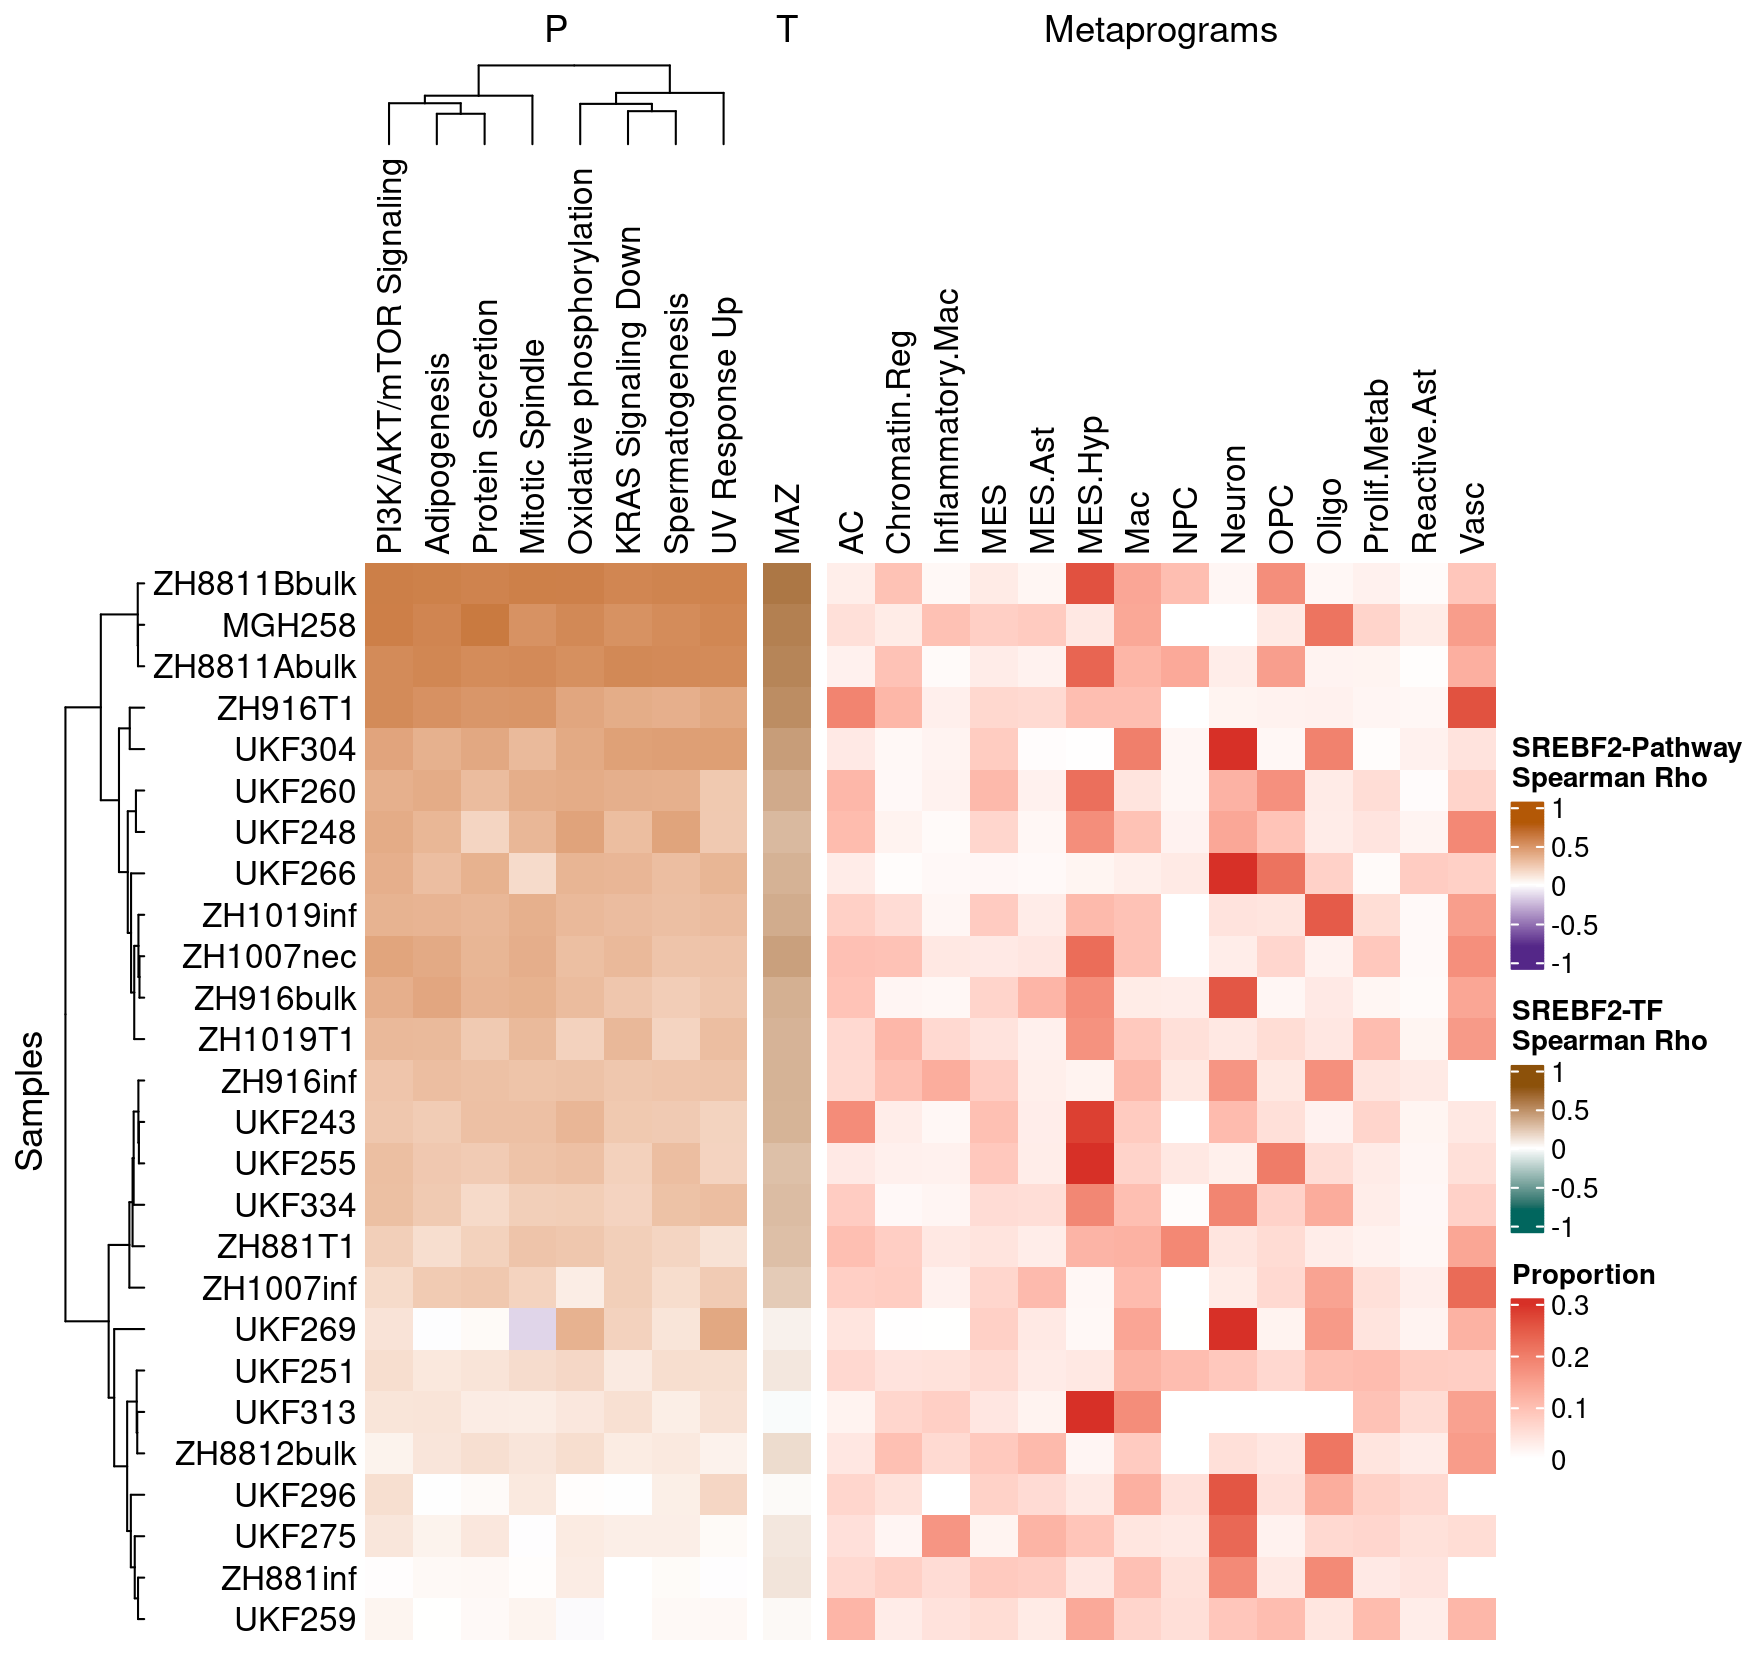 P
T
Metaprograms
PI3K/AKT/mTOR Signaling
Adipogenesis
Protein Secretion
Mitotic Spindle
Oxidative phosphorylation
KRAS Signaling Down
Spermatogenesis
UV Response Up
MAZ
AC
Chromatin.Reg
Inflammatory.Mac
MES
MES.Ast
MES.Hyp
Mac
NPC
Neuron
OPC
Oligo
Prolif.Metab
Reactive.Ast
Vasc
Samples
ZH8811Bbulk
MGH258
ZH8811Abulk
ZH916T1
UKF304
UKF260
UKF248
UKF266
ZH1019inf
ZH1007nec
ZH916bulk
ZH1019T1
ZH916inf
UKF243
UKF255
UKF334
ZH881T1
ZH1007inf
UKF269
UKF251
UKF313
ZH8812bulk
UKF296
UKF275
ZH881inf
UKF259
SREBF2-Pathway
Spearman Rho
1
0.5
0
-0.5
-1
SREBF2-TF
Spearman Rho
1
0.5
0
-0.5
-1
Proportion
0.3
0.2
0.1
0